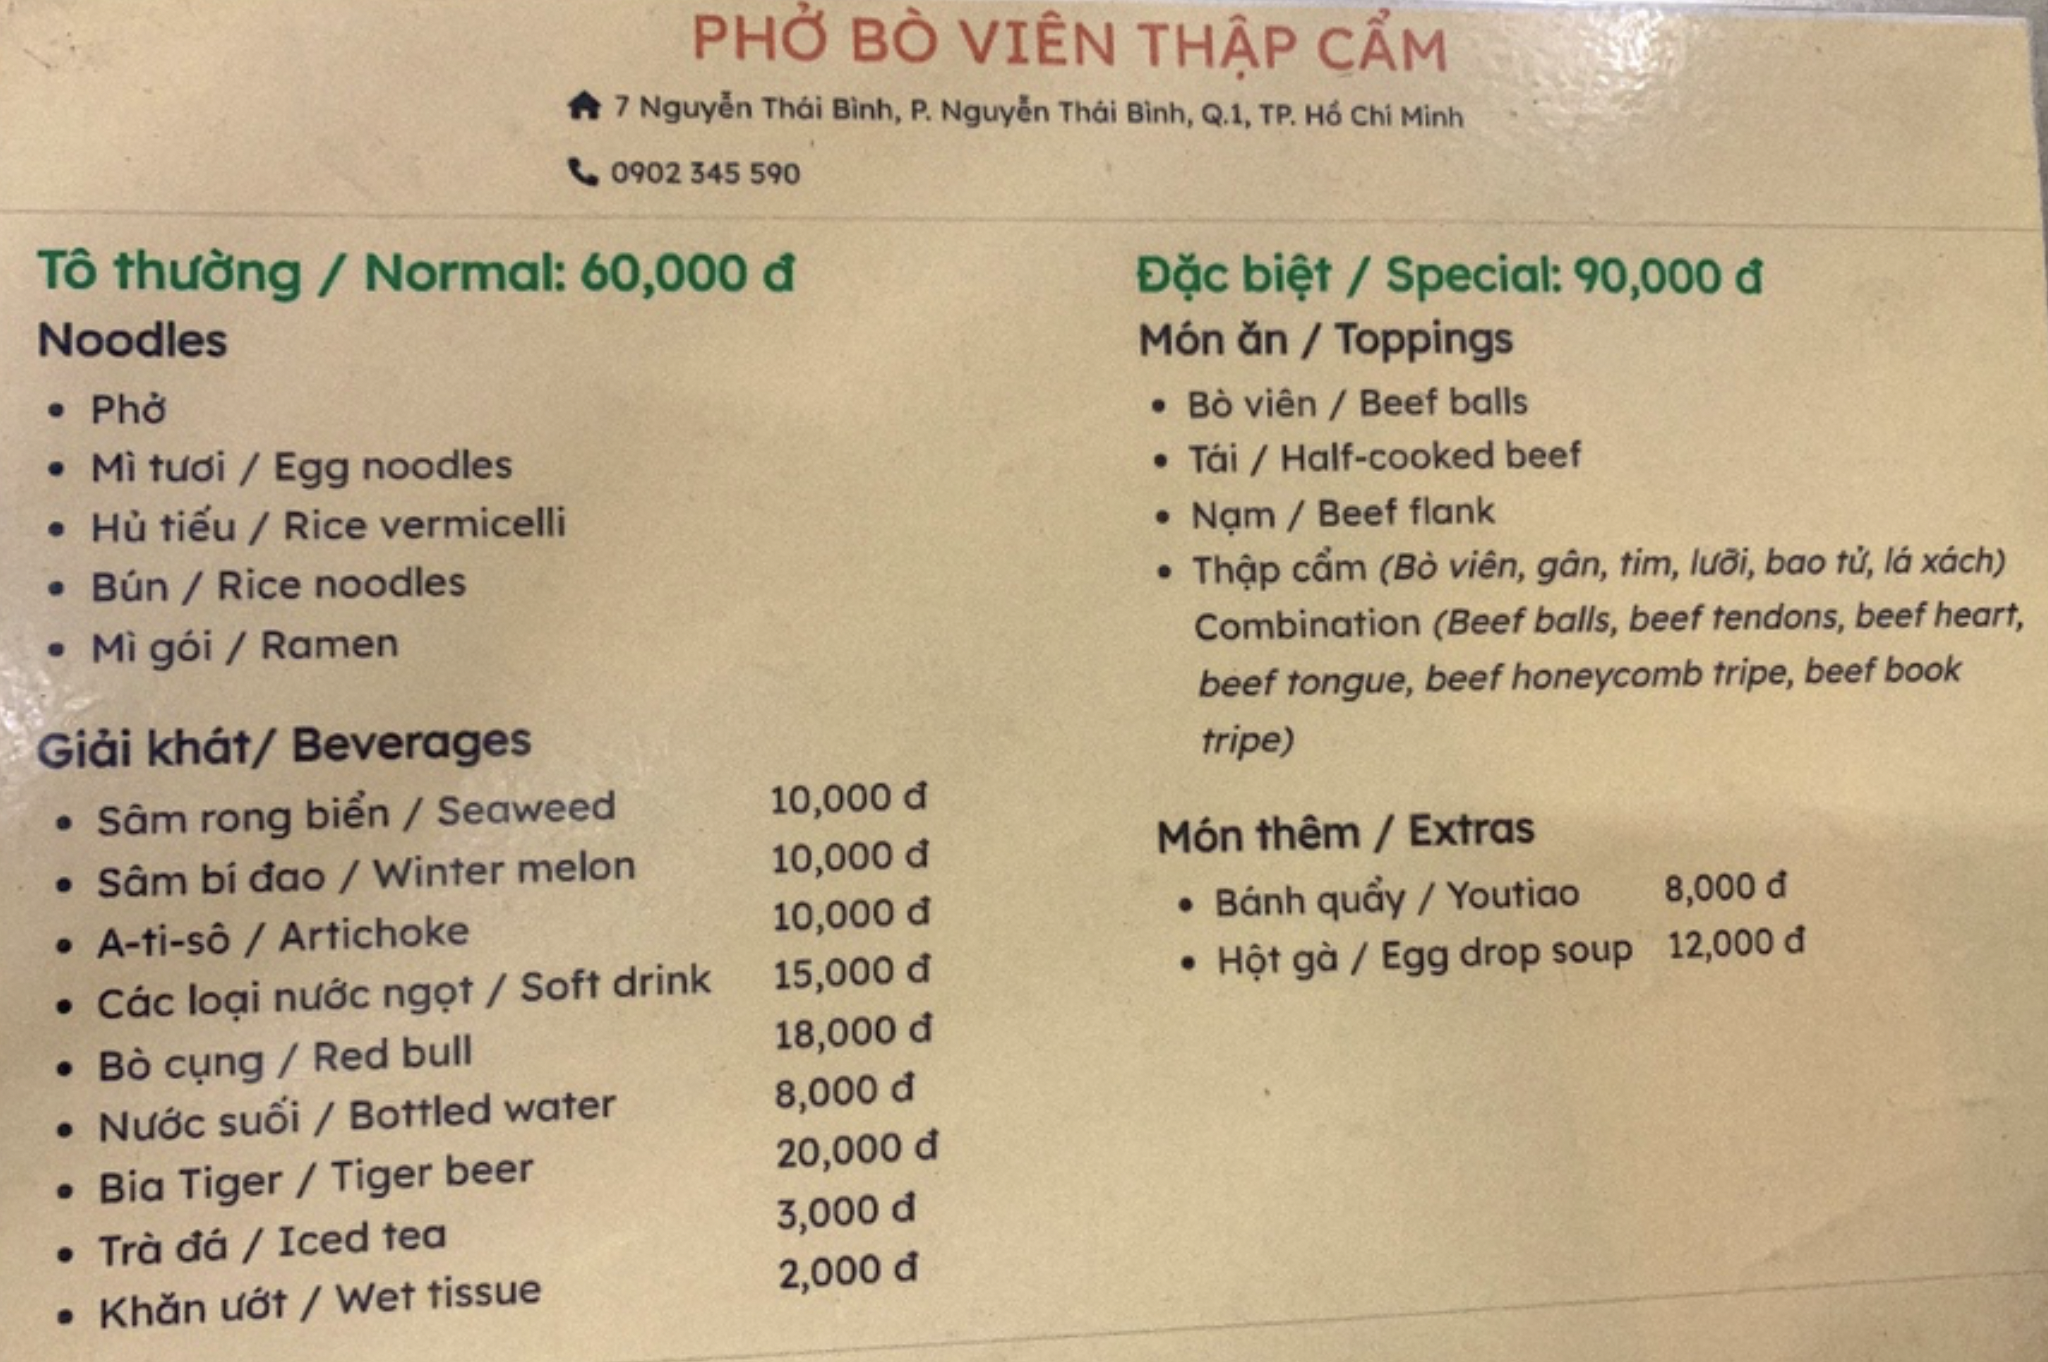 PHỞ BÒ VIÊN THẬP CẨM
7 Nguyễn Thái Bình, P. Nguyễn Thái Bình, Q.1, TP. Hồ Chi Minh
0902 345 590
Tô thường / Normal: 60,000 đ
Noodles
• Phở
• Mì tươi / Egg noodles
• Hủ tiếu / Rice vermicelli
• Bún / Rice noodles
• Mì gói / Ramen
Giải khát/ Beverages
• Sâm rong biển / Seaweed 10,000 đ
• Sâm bí đao / Winter melon 10,000 đ
• A-ti-sô / Artichoke 10,000 đ
• Các loại nước ngọt / Soft drink 15,000 đ
• Bò cụng / Red bull 18,000 đ
• Nước suối / Bottled water 8,000 đ
• Bia Tiger / Tiger beer 20,000 đ
• Trà đá / Iced tea 3,000 đ
• Khăn ướt / Wet tissue 2,000 đ
Đặc biệt / Special: 90,000 đ
Món ăn / Toppings
• Bò viên / Beef balls
• Tái / Half-cooked beef
• Nạm / Beef flank
• Thập cẩm (Bò viên, gân, tim, lưỡi, bao tử, lá xách)
Combination (Beef balls, beef tendons, beef heart,
beef tongue, beef honeycomb tripe, beef book
tripe)
Món thêm / Extras
• Bánh quẩy / Youtiao 8,000 đ
• Hột gà / Egg drop soup 12,000 đ